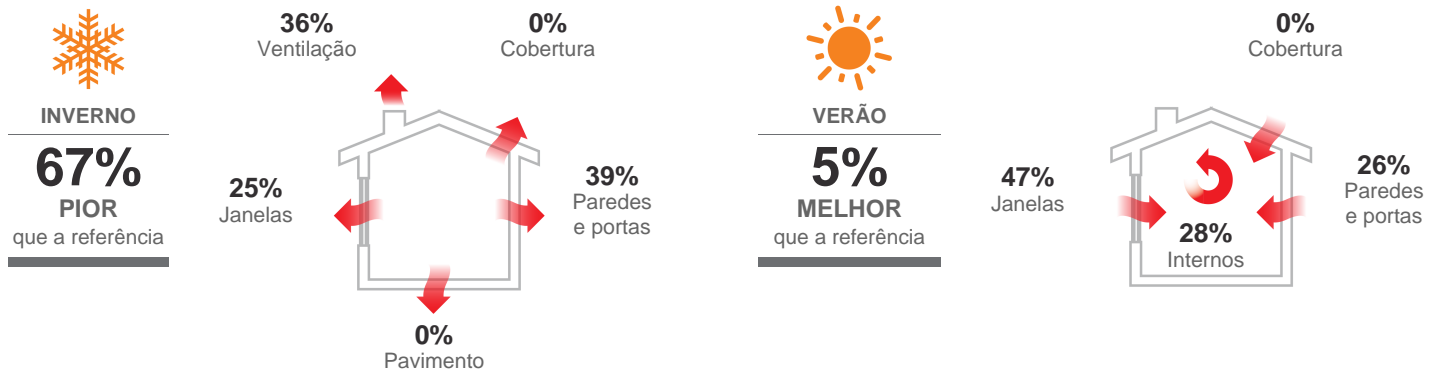 INVERNO
67%
PIOR
que a referência
36%
Ventilação
0%
Cobertura
25%
Janelas
39%
Paredes
e portas
0%
Pavimento
VERÃO
5%
MELHOR
que a referência
0%
Cobertura
47%
Janelas
26%
Paredes
e portas
28%
Internos